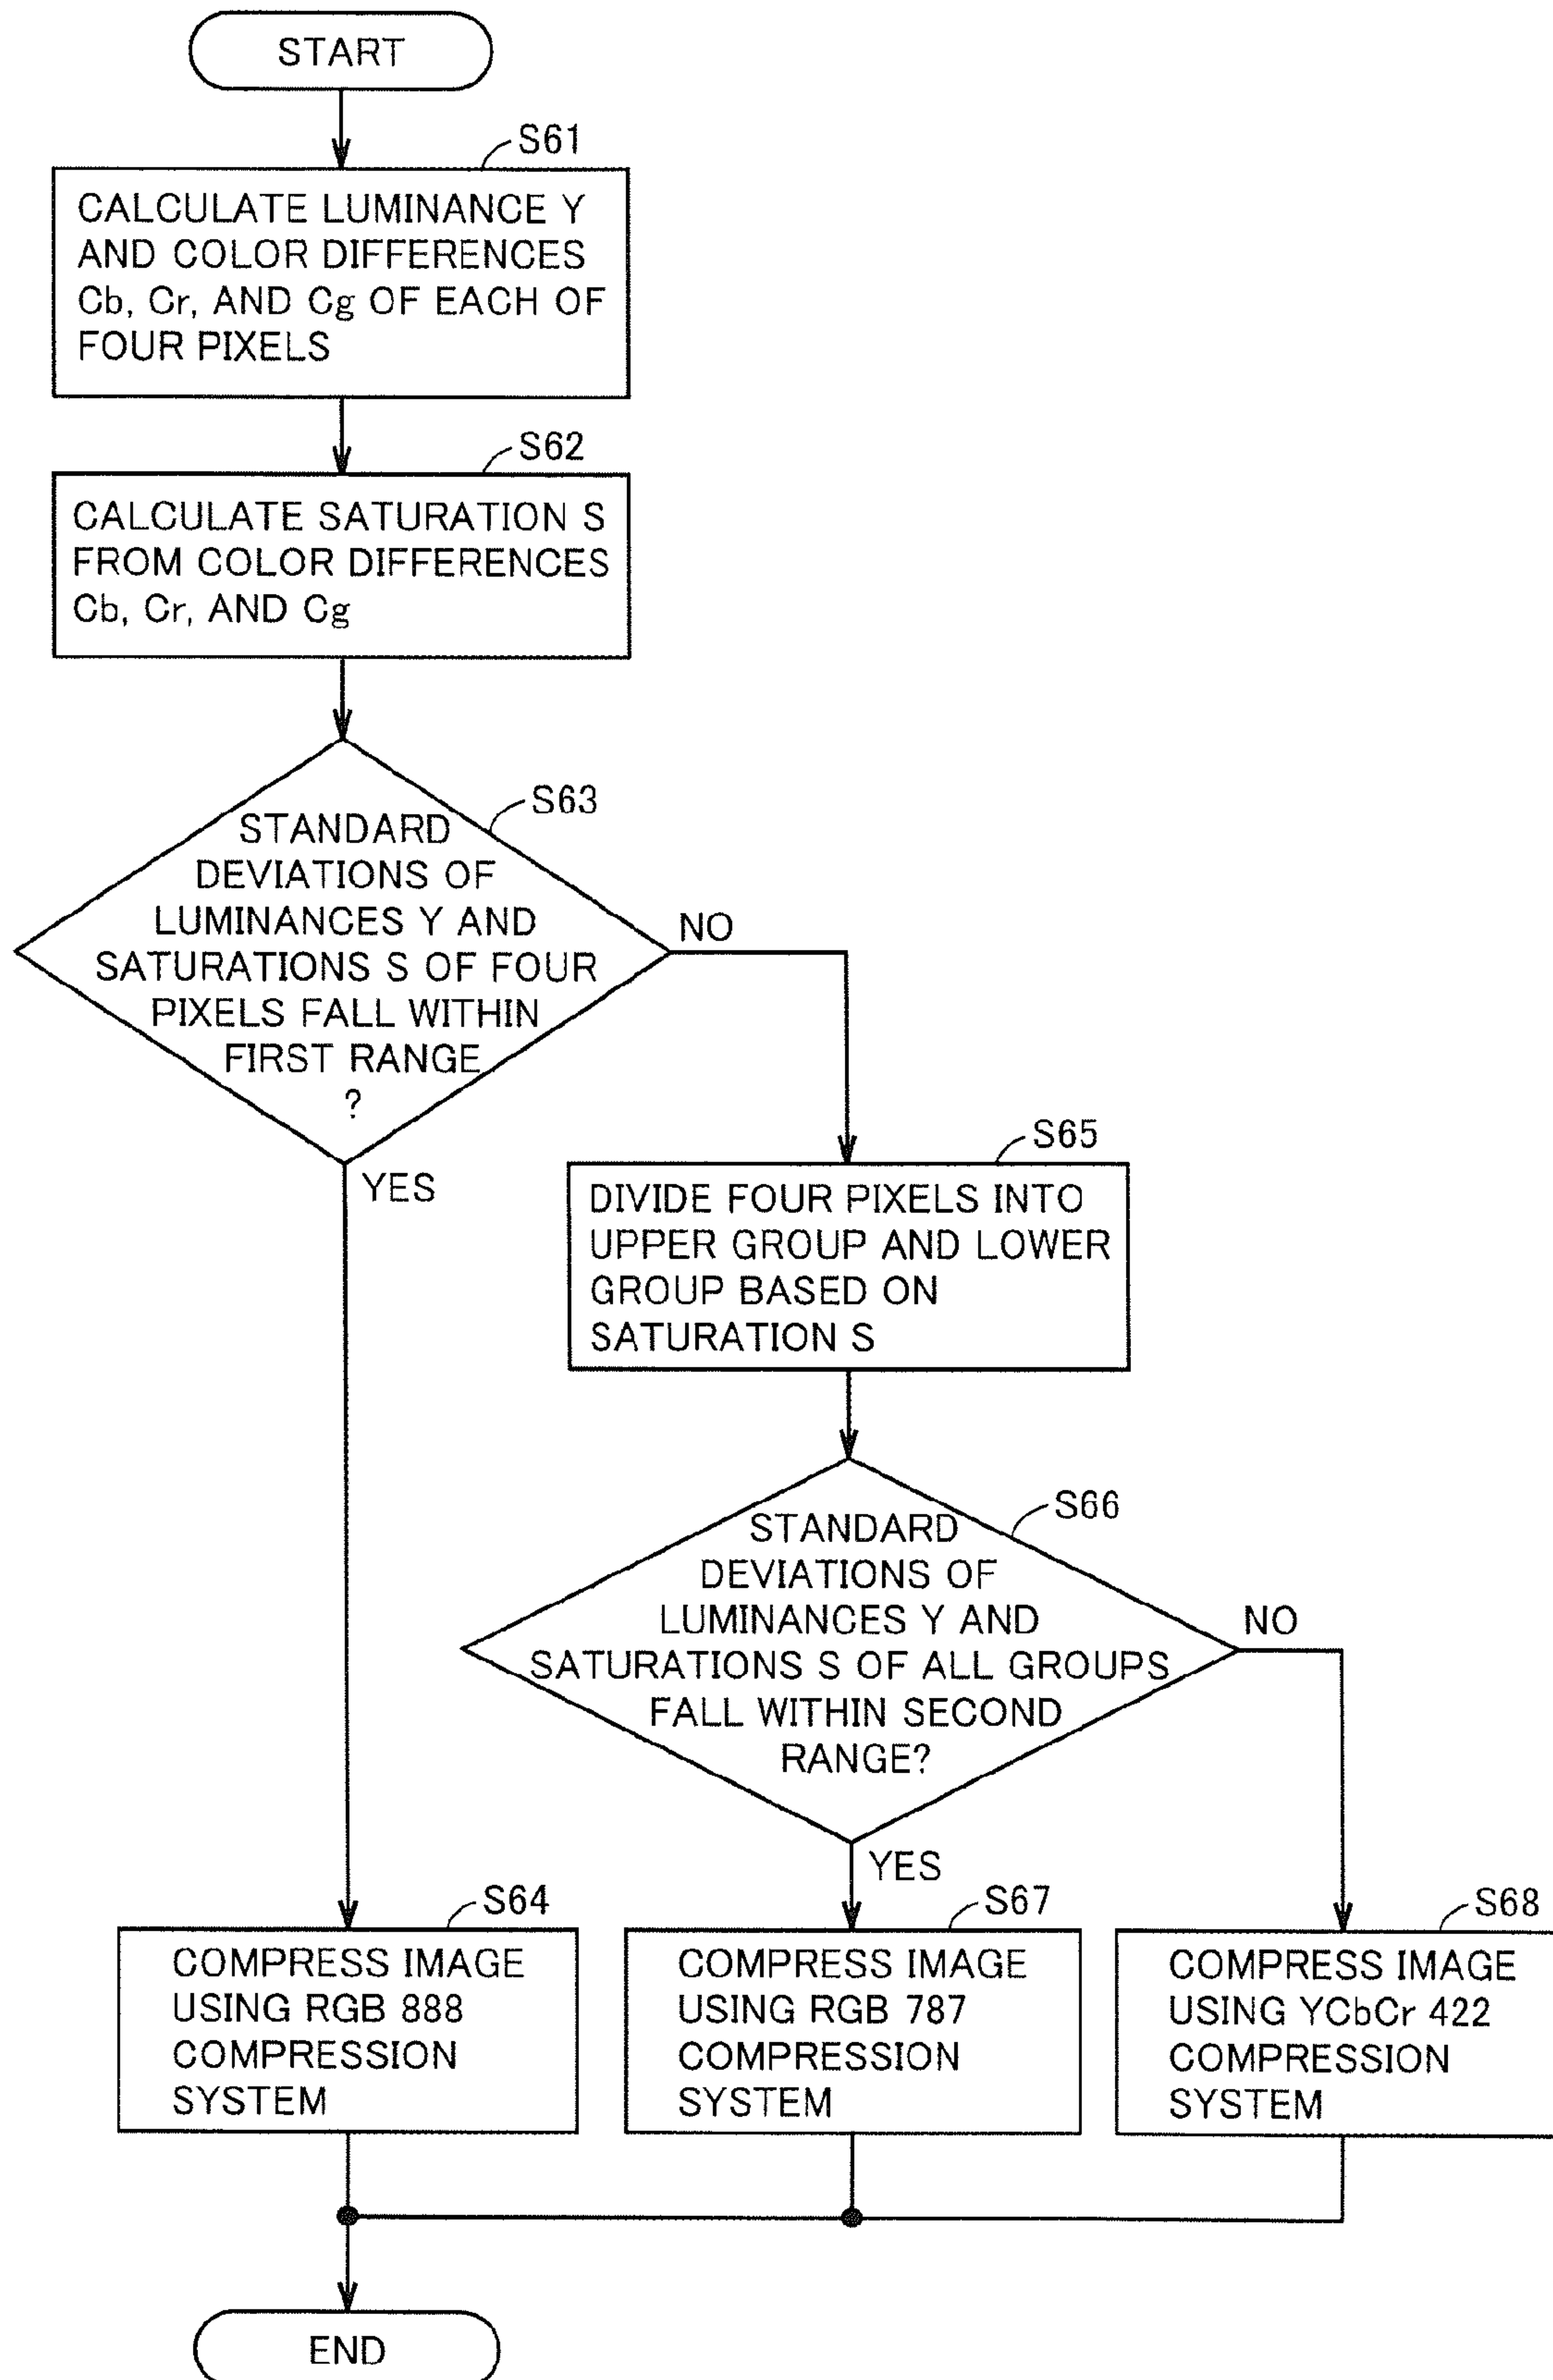 START
S61
CALCULATE LUMINANCE Y
AND COLOR DIFFERENCES
Cb, Cr, AND Cg OF EACH OF
FOUR PIXELS
S62
CALCULATE SATURATION S
FROM COLOR DIFFERENCES
Cb, Cr, AND Cg
S63
STANDARD
DEVIATIONS OF
LUMINANCES Y AND
SATURATIONS S OF FOUR
PIXELS FALL WITHIN
FIRST RANGE
?
NO
YES
S65
DIVIDE FOUR PIXELS INTO
UPPER GROUP AND LOWER
GROUP BASED ON
SATURATION S
S66
STANDARD
DEVIATIONS OF
LUMINANCES Y AND
SATURATIONS S OF ALL GROUPS
FALL WITHIN SECOND
RANGE?
NO
YES
S64
COMPRESS IMAGE
USING RGB 888
COMPRESSION
SYSTEM
S67
COMPRESS IMAGE
USING RGB 787
COMPRESSION
SYSTEM
S68
COMPRESS IMAGE
USING YCbCr 422
COMPRESSION
SYSTEM
END